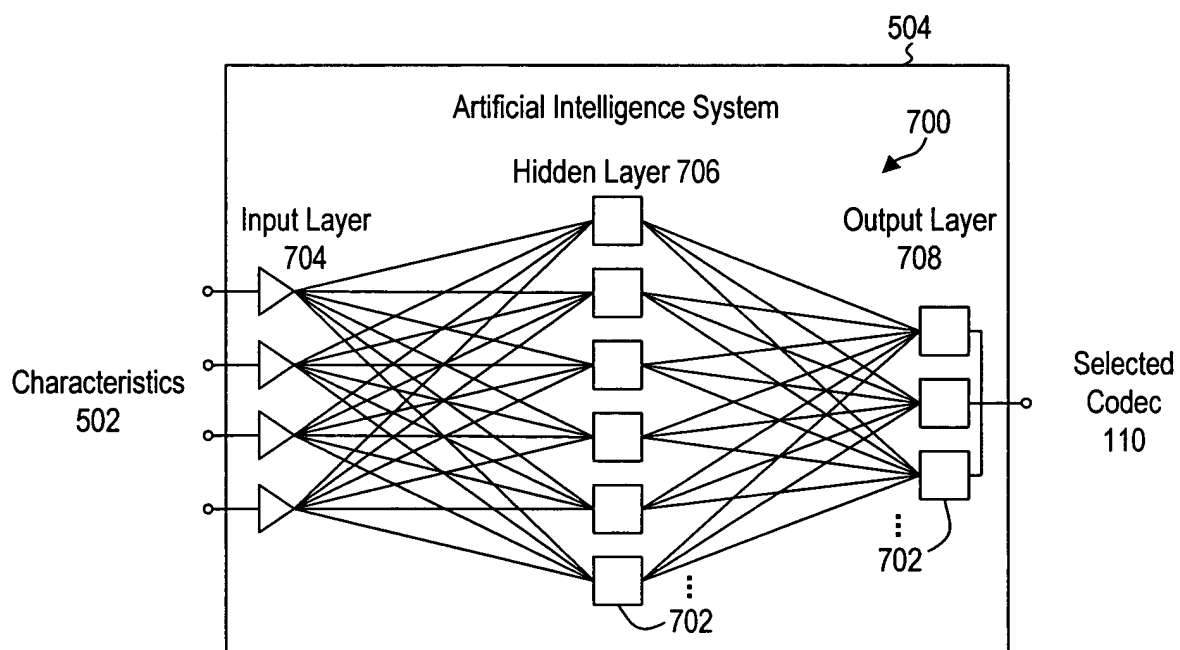 504
Artificial Intelligence System
700
Hidden Layer 706
Input Layer
704
Output Layer
708
Characteristics
502
Selected
Codec
110
702
702